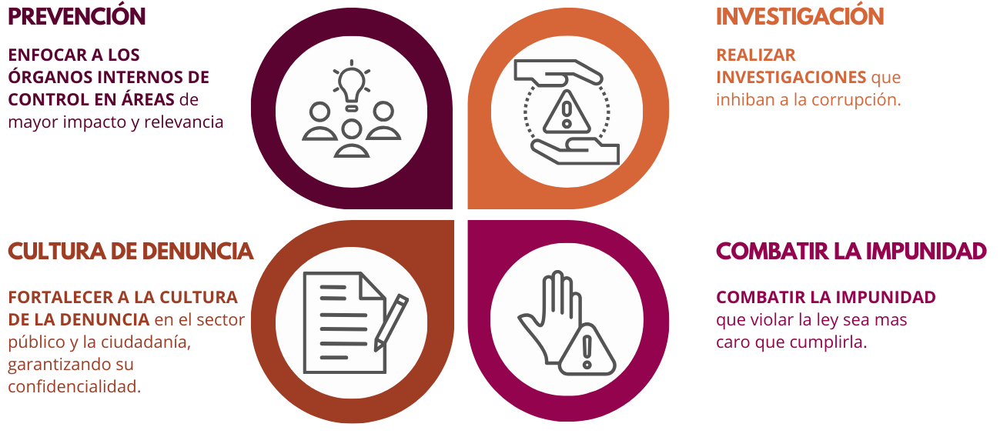 PREVENCIÓN
ENFOCAR A LOS
ÓRGANOS INTERNOS DE
CONTROL EN ÁREAS de
mayor impacto y relevancia
INVESTIGACIÓN
REALIZAR
INVESTIGACIONES que
inhiban a la corrupción.
CULTURA DE DENUNCIA
FORTALECER A LA CULTURA
DE LA DENUNCIA en el sector
público y la ciudadanía,
garantizando su
confidencialidad.
COMBATIR LA IMPUNIDAD
COMBATIR LA IMPUNIDAD
que violar la ley sea mas
caro que cumplirla.